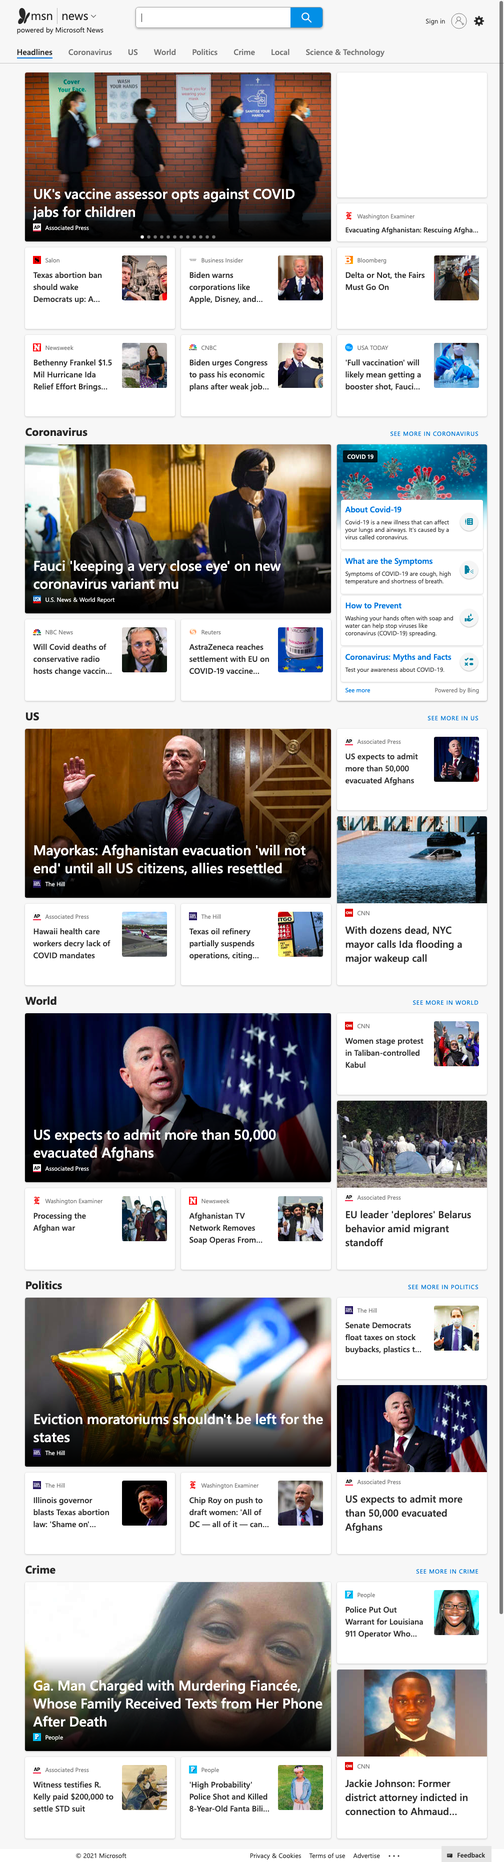 msn | news
powered by Microsoft News
Sign in
Headlines Coronavirus US World Politics Crime Local Science & Technology
Cover Your Face.
WASH YOUR HANDS
SANITISE YOUR HANDS
UK's vaccine assessor opts against COVID
jabs for children
AP Associated Press
Washington Examiner
Evacuating Afghanistan: Rescuing Afgha...
Salon
Texas abortion ban
should wake
Democrats up: A...
Business Insider
Biden warns
corporations like
Apple, Disney, and...
Bloomberg
Delta or Not, the Fairs
Must Go On
Newsweek
Bethenny Frankel $1.5
Mil Hurricane Ida
Relief Effort Brings...
CNBC
Biden urges Congress
to pass his economic
plans after weak job...
USA TODAY
'Full vaccination' will
likely mean getting a
booster shot, Fauci...
Coronavirus
SEE MORE IN CORONAVIRUS
Fauci 'keeping a very close eye' on new
coronavirus variant mu
U.S. News & World Report
COVID 19
About Covid-19
Covid-19 is a new illness that can affect
your lungs and airways. It's caused by a
virus called coronavirus.
What are the Symptoms
Symptoms of COVID-19 are cough, high
temperature and shortness of breath.
How to Prevent
Washing your hands often with soap and
water can help stop viruses like
coronavirus (COVID-19) spreading.
Coronavirus: Myths and Facts
Test your awareness about COVID-19.
See more
Powered by Bing
NBC News
Will Covid deaths of
conservative radio
hosts change vaccin...
Reuters
AstraZeneca reaches
settlement with EU on
COVID-19 vaccine...
US
SEE MORE IN US
Mayorkas: Afghanistan evacuation 'will not
end' until all US citizens, allies resettled
The Hill
AP Associated Press
US expects to admit
more than 50,000
evacuated Afghans
CNN
With dozens dead, NYC
mayor calls Ida flooding a
major wakeup call
AP Associated Press
Hawaii health care
workers decry lack of
COVID mandates
The Hill
Texas oil refinery
partially suspends
operations, citing...
World
SEE MORE IN WORLD
US expects to admit more than 50,000
evacuated Afghans
AP Associated Press
CNN
Women stage protest
in Taliban-controlled
Kabul
AP Associated Press
EU leader 'deplores' Belarus
behavior amid migrant
standoff
Washington Examiner
Processing the
Afghan war
Newsweek
Afghanistan TV
Network Removes
Soap Operas From...
Politics
SEE MORE IN POLITICS
NO
EVICTION
Eviction moratoriums shouldn't be left for the
states
The Hill
The Hill
Senate Democrats
float taxes on stock
buybacks, plastics t...
AP Associated Press
US expects to admit more
than 50,000 evacuated
Afghans
The Hill
Illinois governor
blasts Texas abortion
law: 'Shame on'...
Washington Examiner
Chip Roy on push to
draft women: 'All of
DC — all of it — can...
Crime
SEE MORE IN CRIME
Ga. Man Charged with Murdering Fiancée,
Whose Family Received Texts from Her Phone
After Death
People
People
Police Put Out
Warrant for Louisiana
911 Operator Who...
CNN
Jackie Johnson: Former
district attorney indicted in
connection to Ahmaud...
AP Associated Press
Witness testifies R.
Kelly paid $200,000 to
settle STD suit
People
'High Probability'
Police Shot and Killed
8-Year-Old Fanta Bili...
© 2021 Microsoft
Privacy & Cookies Terms of use Advertise ...
Feedback